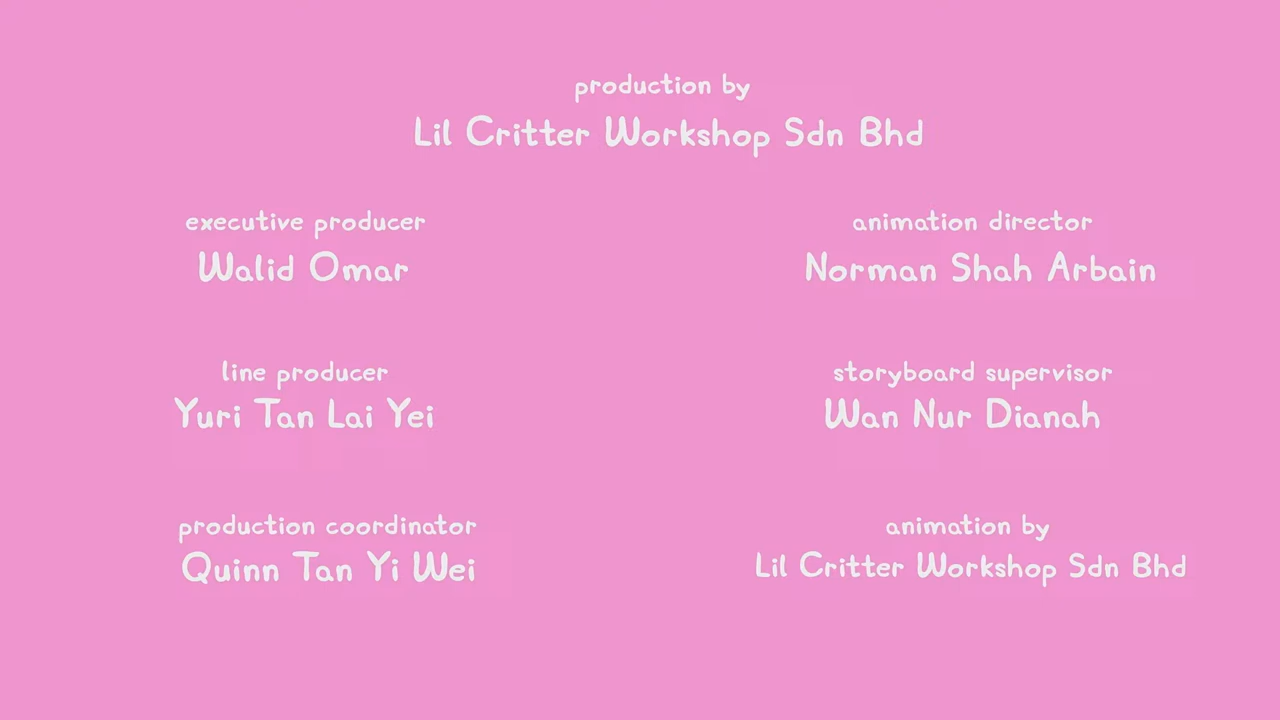 production by
Lil Critter Workshop Sdn Bhd
executive producer
Walid Omar
animation director
Norman Shah Arbain
line producer
Yuri Tan Lai Yei
storyboard supervisor
Wan Nur Dianah
production coordinator
Quinn Tan Yi Wei
animation by
Lil Critter Workshop Sdn Bhd